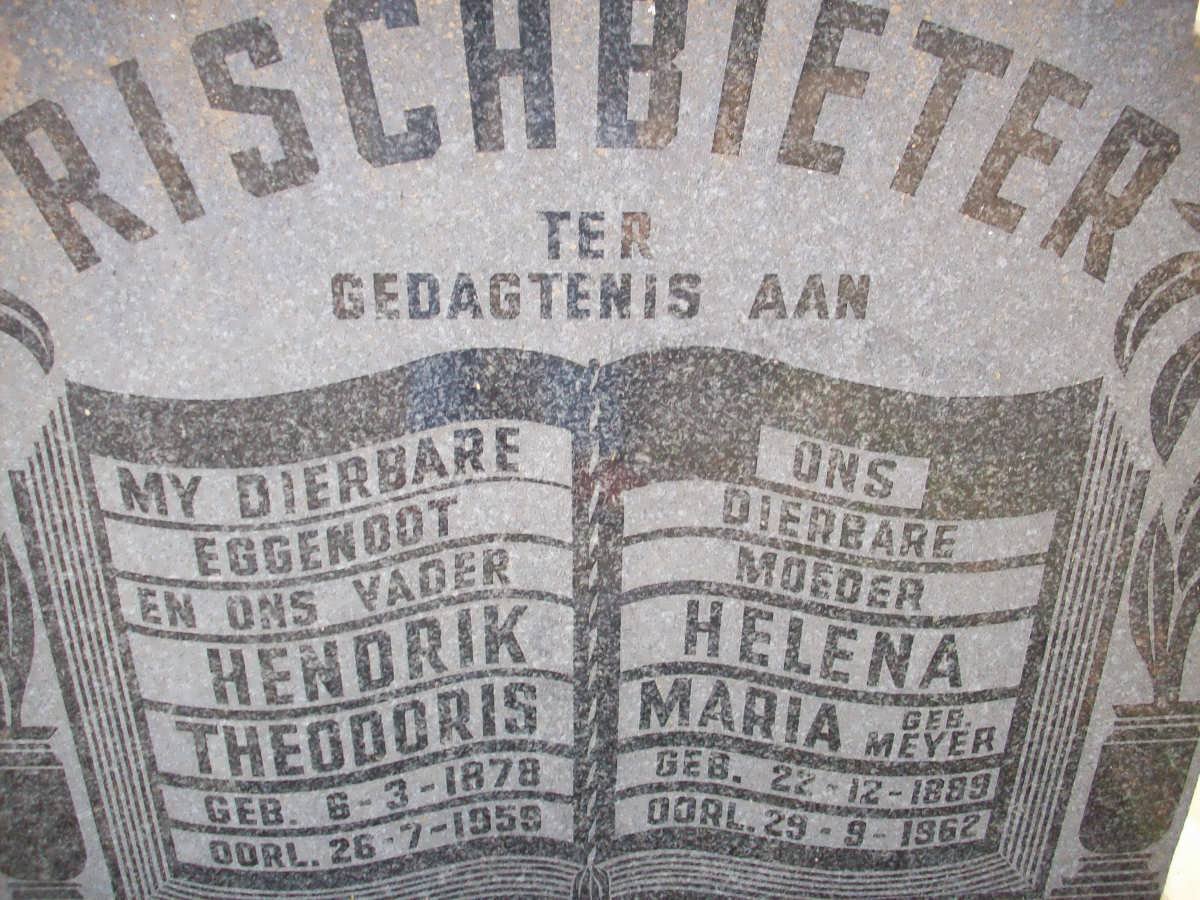 RISCHBIETER
TER
GEDAGTENIS AAN
MY DIERBARE
EGGENOOT
EN ONS VADER
HENDRIK
THEODORIS
GEB. 6-3-1878
OORL. 26-7-1959
ONS
DIERBARE
MOEDER
HELENA
MARIA GEB. MEYER
GEB. 22-12-1889
OORL. 29-9-1962